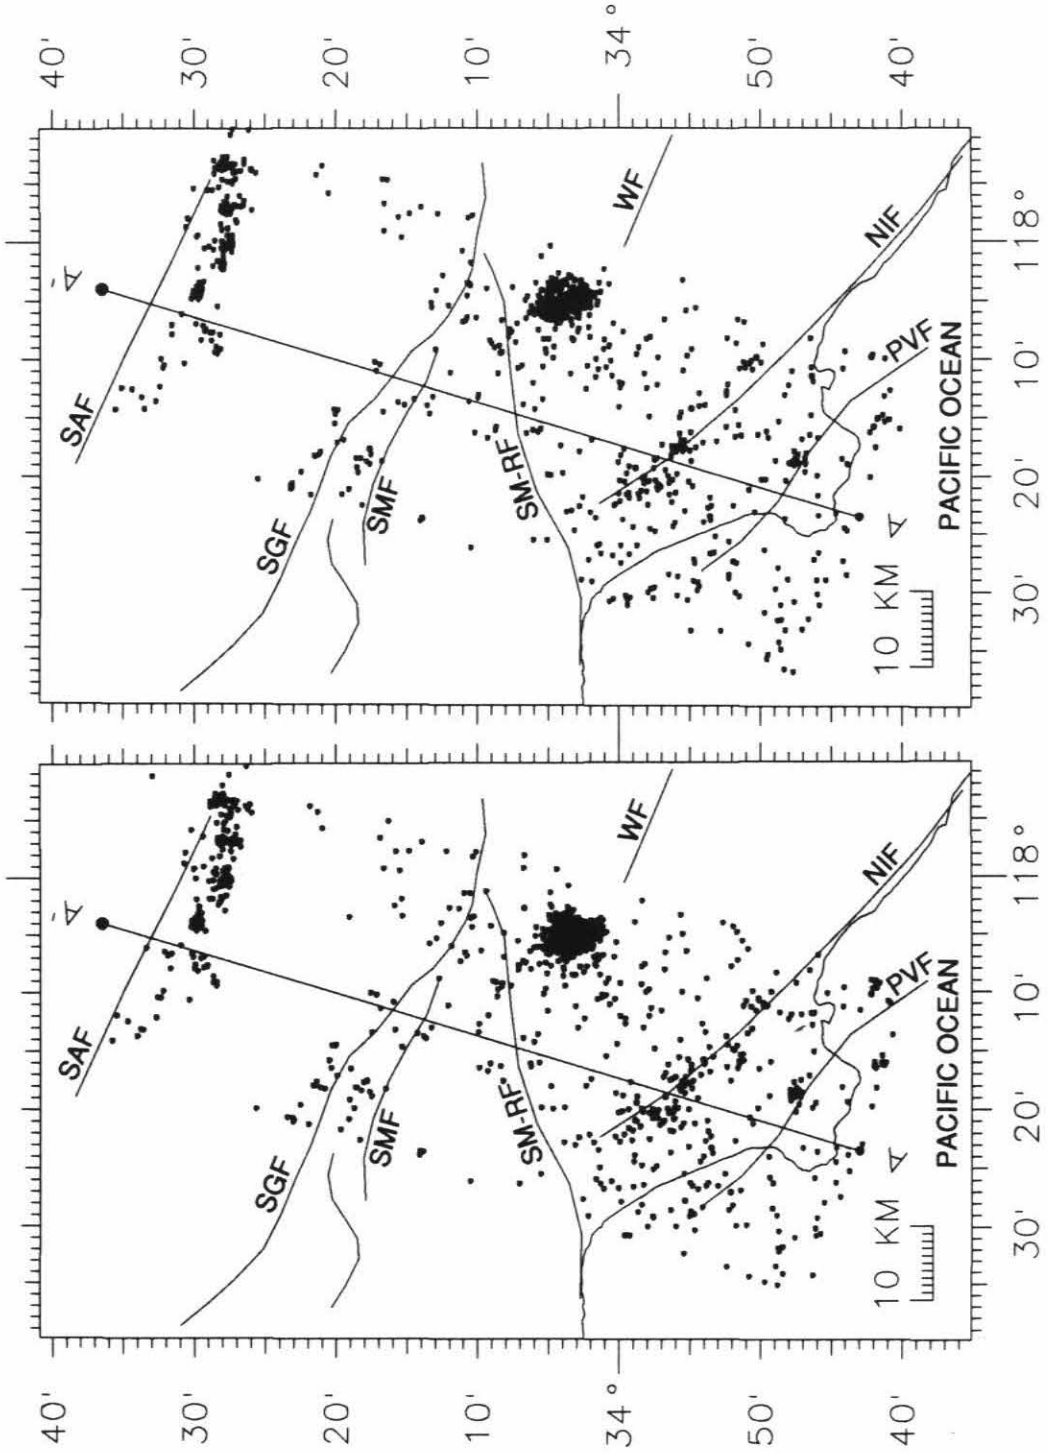 40'
30'
20'
10'
34°
50'
40'
A'
SAF
SGF
SMF
SM-RF
WF
NIF
PVF
PACIFIC OCEAN
A
10 KM
118°
10'
20'
30'
A'
SAF
SGF
SMF
SM-RF
WF
NIF
PVF
PACIFIC OCEAN
A
10 KM
118°
10'
20'
30'
40'
30'
20'
10'
34°
50'
40'